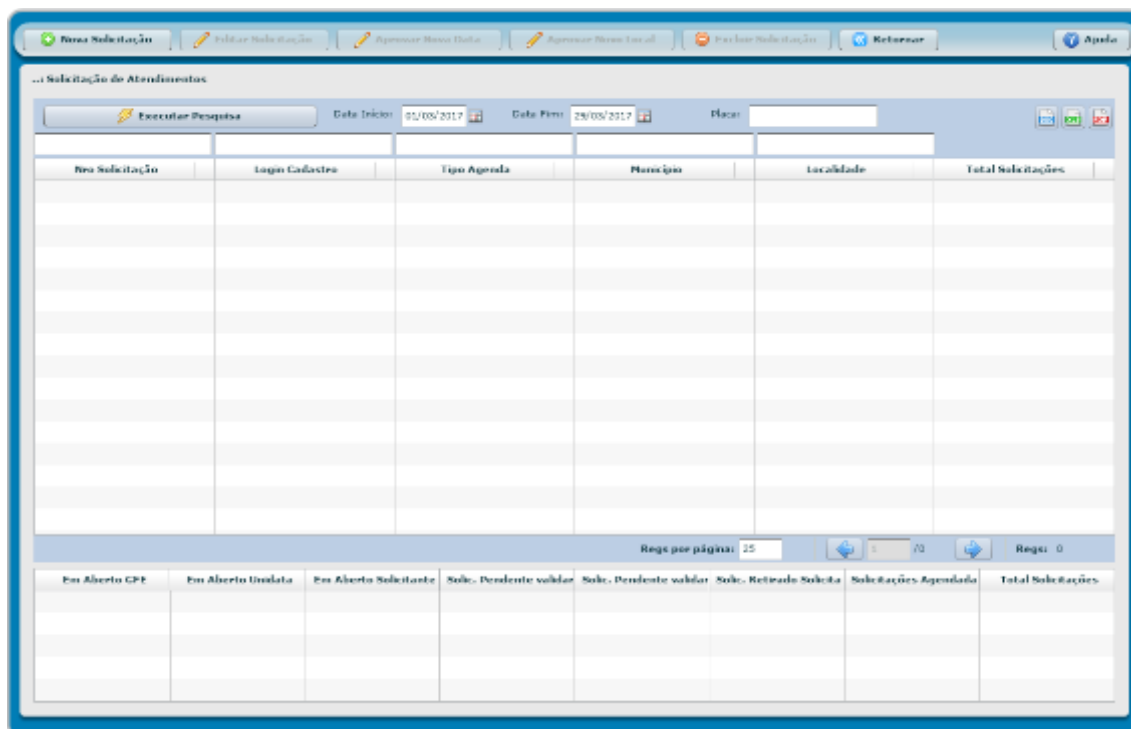 Nova Solicitação Editar Solicitação Aprovar Nova Data Aprovar Novo Local Excluir Solicitação Retornar Ajuda
..: Solicitação de Atendimentos
Executar Pesquisa Data Início: 01/03/2017 Data Fim: 29/03/2017 Placa:
Nro Solicitação Login Cadastro Tipo Agenda Município Localidade Total Solicitações
Regs por página: 25 1 /0 Regs: 0
Em Aberto CPE Em Aberto Unidata Em Aberto Solicitante Solic. Pendente validar Solic. Pendente validar Solic. Retirado Solicita Solicitações Agendada Total Solicitações